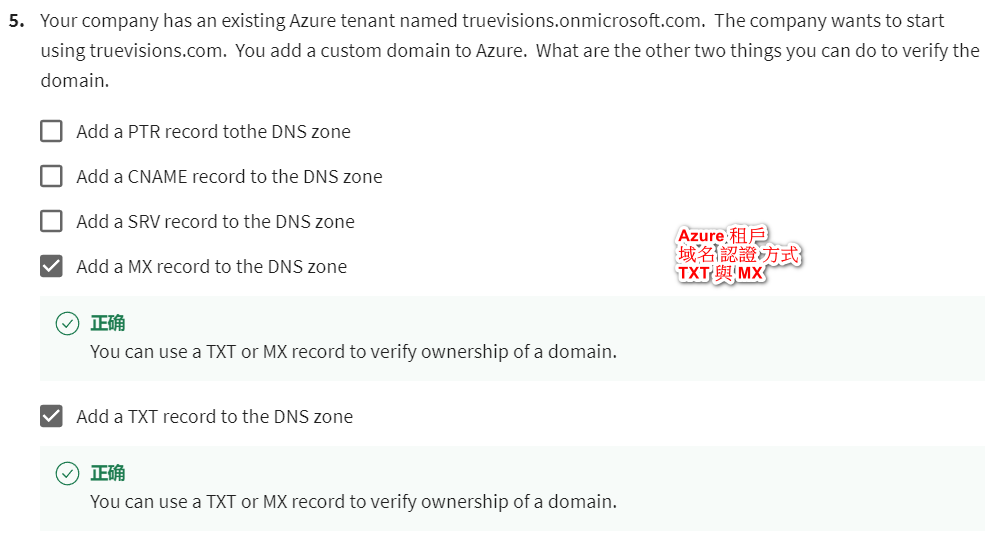 5. Your company has an existing Azure tenant named truevisions.onmicrosoft.com. The company wants to start
using truevisions.com. You add a custom domain to Azure. What are the other two things you can do to verify the
domain.
Add a PTR record tothe DNS zone
Add a CNAME record to the DNS zone
Add a SRV record to the DNS zone
Add a MX record to the DNS zone
Azure 租戶
域名 認證 方式
TXT 與 MX
正确
You can use a TXT or MX record to verify ownership of a domain.
Add a TXT record to the DNS zone
正确
You can use a TXT or MX record to verify ownership of a domain.